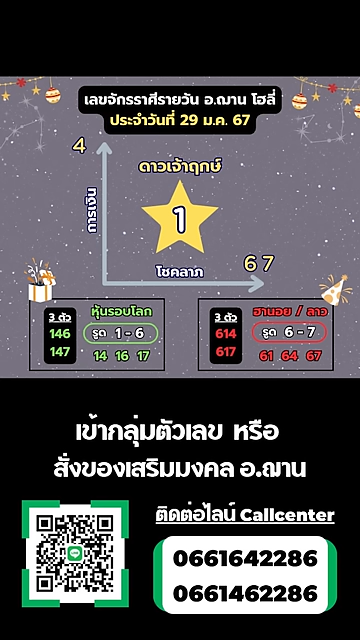 เลขจักรราศีรายวัน อ.ฌาน โฮลี่
ประจำวันที่ 29 ม.ค. 67
4
ดาวเจ้าฤกษ์
การเงิน
1
โชคลาภ
6 7
3 ตัว
146
147
หุ้นรอบโลก
รูด 1 - 6
14 16 17
3 ตัว
614
617
ฮานอย / ลาว
รูด 6 - 7
61 64 67
เข้ากลุ่มตัวเลข หรือ
สั่งของเสริมมงคล อ.ฌาน
ติดต่อไลน์ Callcenter
0661642286
0661462286